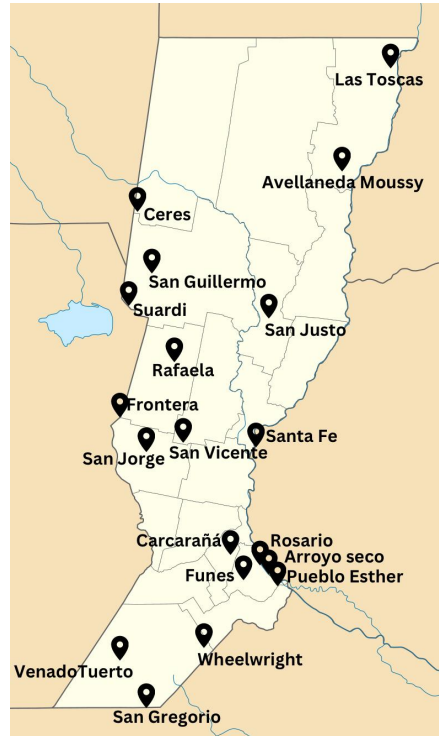 Las Toscas
Avellaneda Moussy
Ceres
San Guillermo
Suardi
San Justo
Rafaela
Frontera
Santa Fe
San Vicente
San Jorge
Carcarañá
Rosario
Arroyo seco
Funes
Pueblo Esther
Wheelwright
VenadoTuerto
San Gregorio